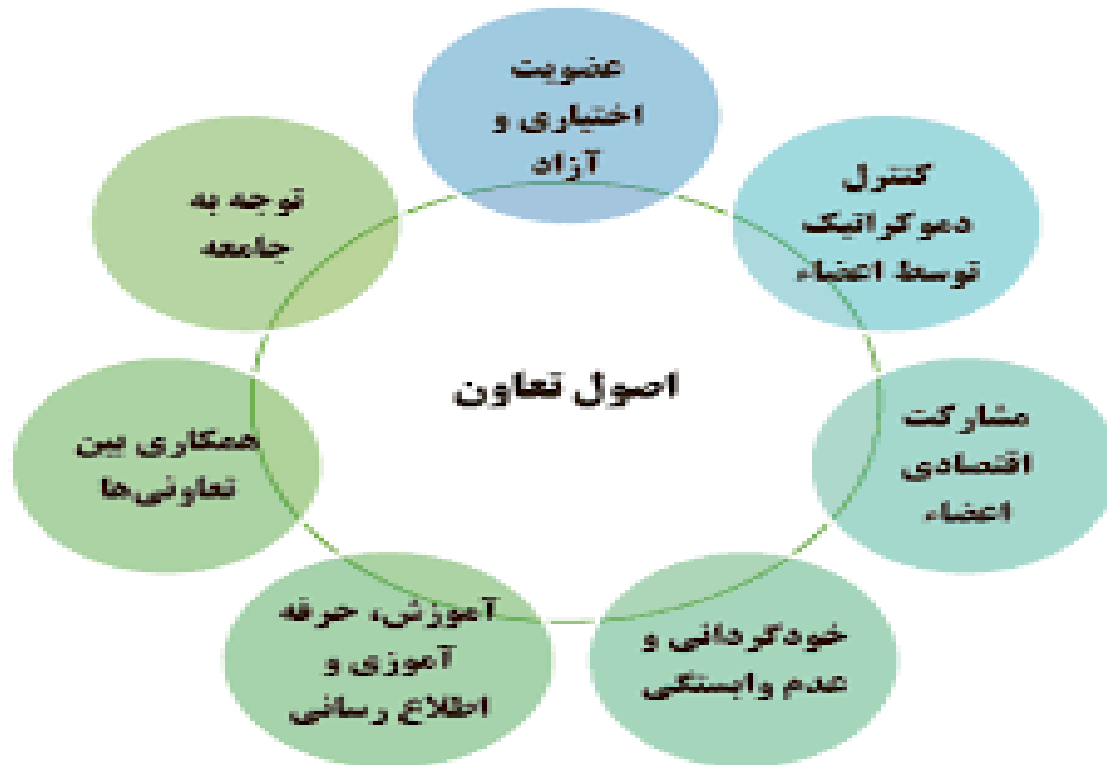 عضویت
اختیاری و
آزاد
کنترل
دموکراتیک
توسط اعضاء
مشارکت
اقتصادی
اعضاء
خودگردانی و
عدم وابستگی
آموزش، حرفه
آموزی و
اطلاع رسانی
همکاری بین
تعاونی‌ها
توجه به
جامعه
اصول تعاون